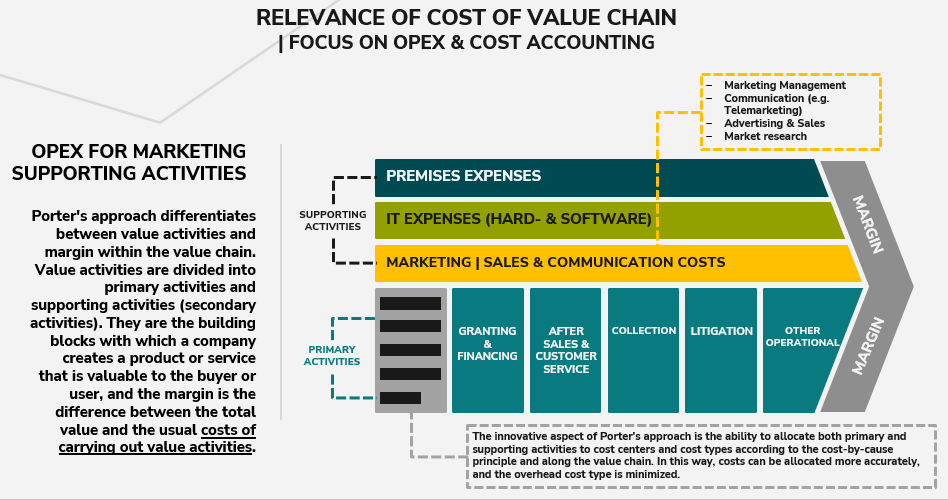 RELEVANCE OF COST OF VALUE CHAIN
| FOCUS ON OPEX & COST ACCOUNTING
– Marketing Management
– Communication (e.g.
Telemarketing)
– Advertising & Sales
– Market research
OPEX FOR MARKETING
SUPPORTING ACTIVITIES
Porter's approach differentiates
between value activities and
margin within the value chain.
Value activities are divided into
primary activities and
supporting activities (secondary
activities). They are the building
blocks with which a company
creates a product or service
that is valuable to the buyer or
user, and the margin is the
difference between the total
value and the usual costs of
carrying out value activities.
SUPPORTING
ACTIVITIES
PREMISES EXPENSES
IT EXPENSES (HARD- & SOFTWARE)
MARKETING | SALES & COMMUNICATION COSTS
MARGIN
MARGIN
PRIMARY
ACTIVITIES
GRANTING
&
FINANCING
AFTER
SALES &
CUSTOMER
SERVICE
COLLECTION
LITIGATION
OTHER
OPERATIONAL
The innovative aspect of Porter's approach is the ability to allocate both primary and
supporting activities to cost centers and cost types according to the cost-by-cause
principle and along the value chain. In this way, costs can be allocated more accurately,
and the overhead cost type is minimized.